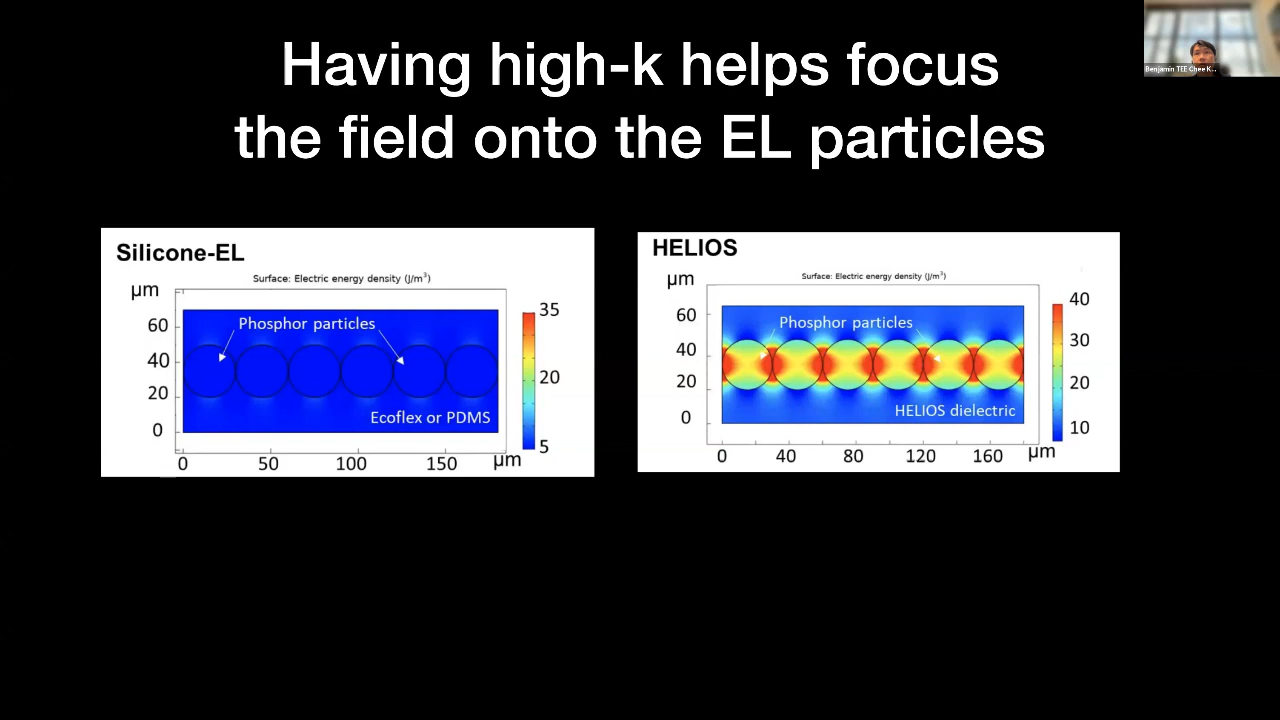 Having high-k helps focus
the field onto the EL particles
Benjamin TEE Chee K...
Silicone-EL
Surface: Electric energy density (J/m³)
µm
60
40
20
0
0 50 100 150 µm
Phosphor particles
Ecoflex or PDMS
35
20
5
HELIOS
Surface: Electric energy density (J/m³)
µm
60
40
20
0
0 40 80 120 160 µm
Phosphor particles
HELIOS dielectric
40
30
20
10